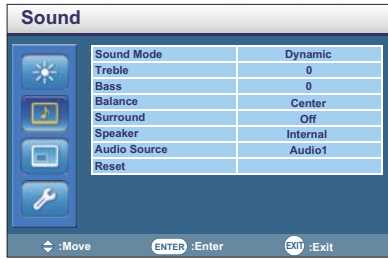 Sound
Sound Mode Dynamic
Treble 0
Bass 0
Balance Center
Surround Off
Speaker Internal
Audio Source Audio1
Reset
:Move ENTER :Enter EXIT :Exit